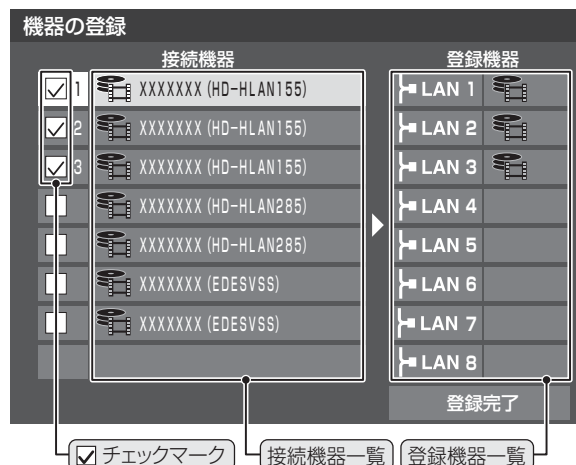 機器の登録
接続機器 登録機器
1 XXXXXXX (HD-HLAN155) LAN 1
2 XXXXXXX (HD-HLAN155) LAN 2
3 XXXXXXX (HD-HLAN155) LAN 3
XXXXXXX (HD-HLAN285) LAN 4
XXXXXXX (HD-HLAN285) LAN 5
XXXXXXX (EDESVSS) LAN 6
XXXXXXX (EDESVSS) LAN 7
LAN 8
登録完了
チェックマーク 接続機器一覧 登録機器一覧